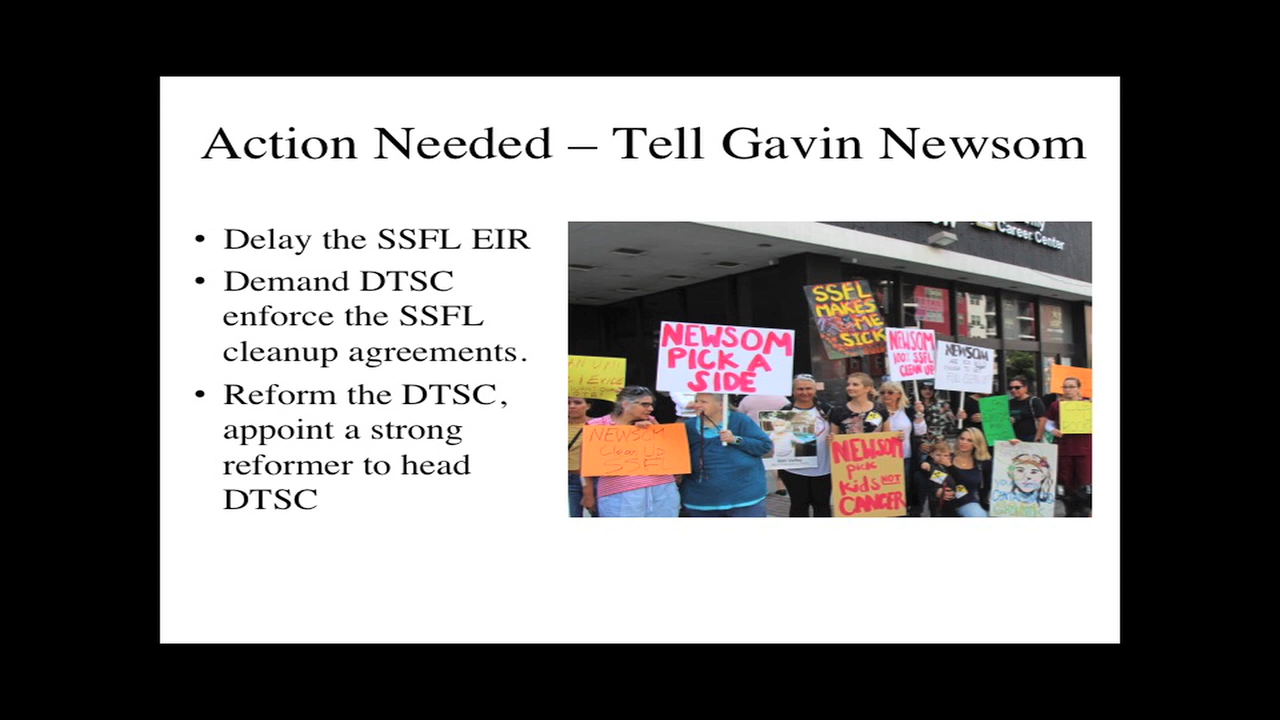 Action Needed – Tell Gavin Newsom
• Delay the SSFL EIR
• Demand DTSC
enforce the SSFL
cleanup agreements.
• Reform the DTSC,
appoint a strong
reformer to head
DTSC
Career Center
SSFL
MAKES
ME
SICK
NEWSOM
PICK A
SIDE
NEWSOM
100% SSFL
CLEAN UP
NEWSOM
NEWSOM
Clean Up
SSFL
NEWSOM
pick
kids NOT
CANCER